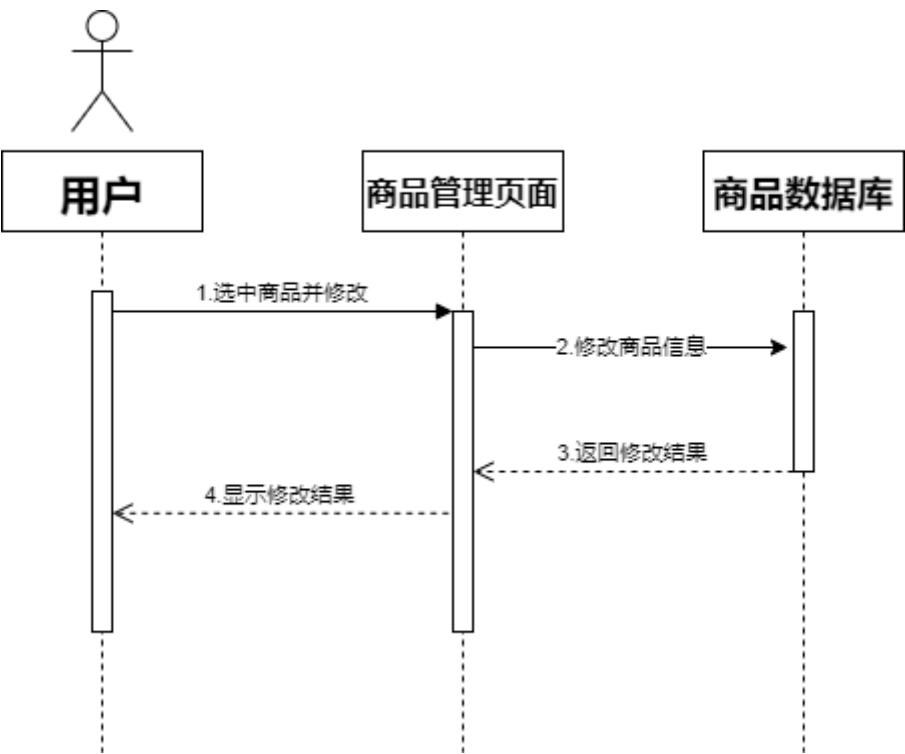 用户
商品管理页面
商品数据库
1.选中商品并修改
2.修改商品信息
3.返回修改结果
4.显示修改结果